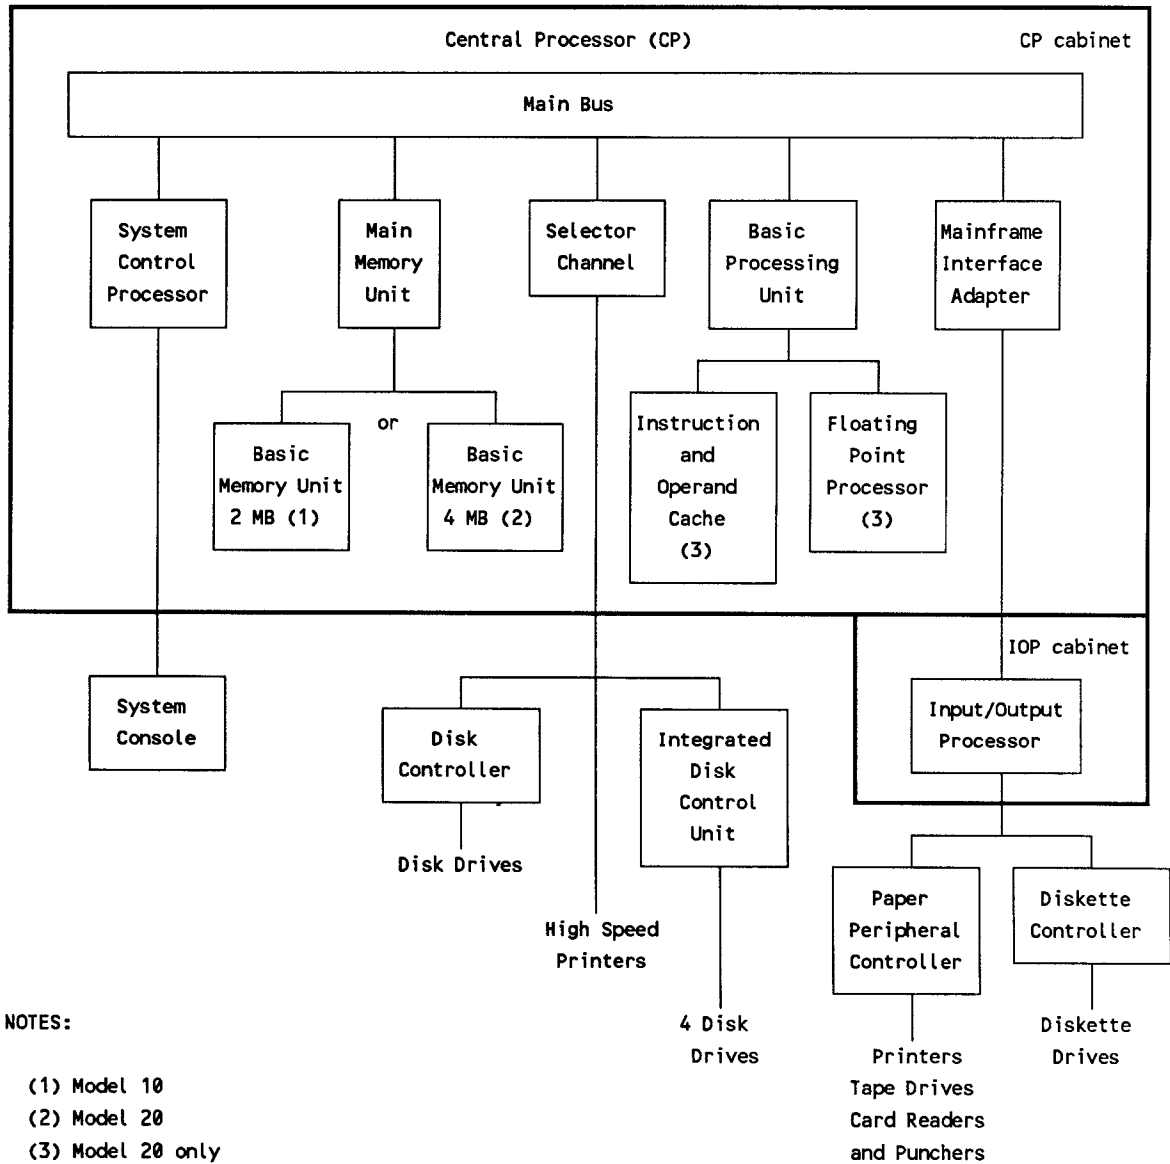 Central Processor (CP)
CP cabinet
Main Bus
System
Control
Processor
Main
Memory
Unit
Selector
Channel
Basic
Processing
Unit
Mainframe
Interface
Adapter
or
Basic
Memory Unit
2 MB (1)
Basic
Memory Unit
4 MB (2)
Instruction
and
Operand
Cache
(3)
Floating
Point
Processor
(3)
IOP cabinet
System
Console
Disk
Controller
Integrated
Disk
Control
Unit
Input/Output
Processor
Disk Drives
High Speed
Printers
Paper
Peripheral
Controller
Diskette
Controller
4 Disk
Drives
Printers
Tape Drives
Card Readers
and Punchers
Diskette
Drives
NOTES:
(1) Model 10
(2) Model 20
(3) Model 20 only